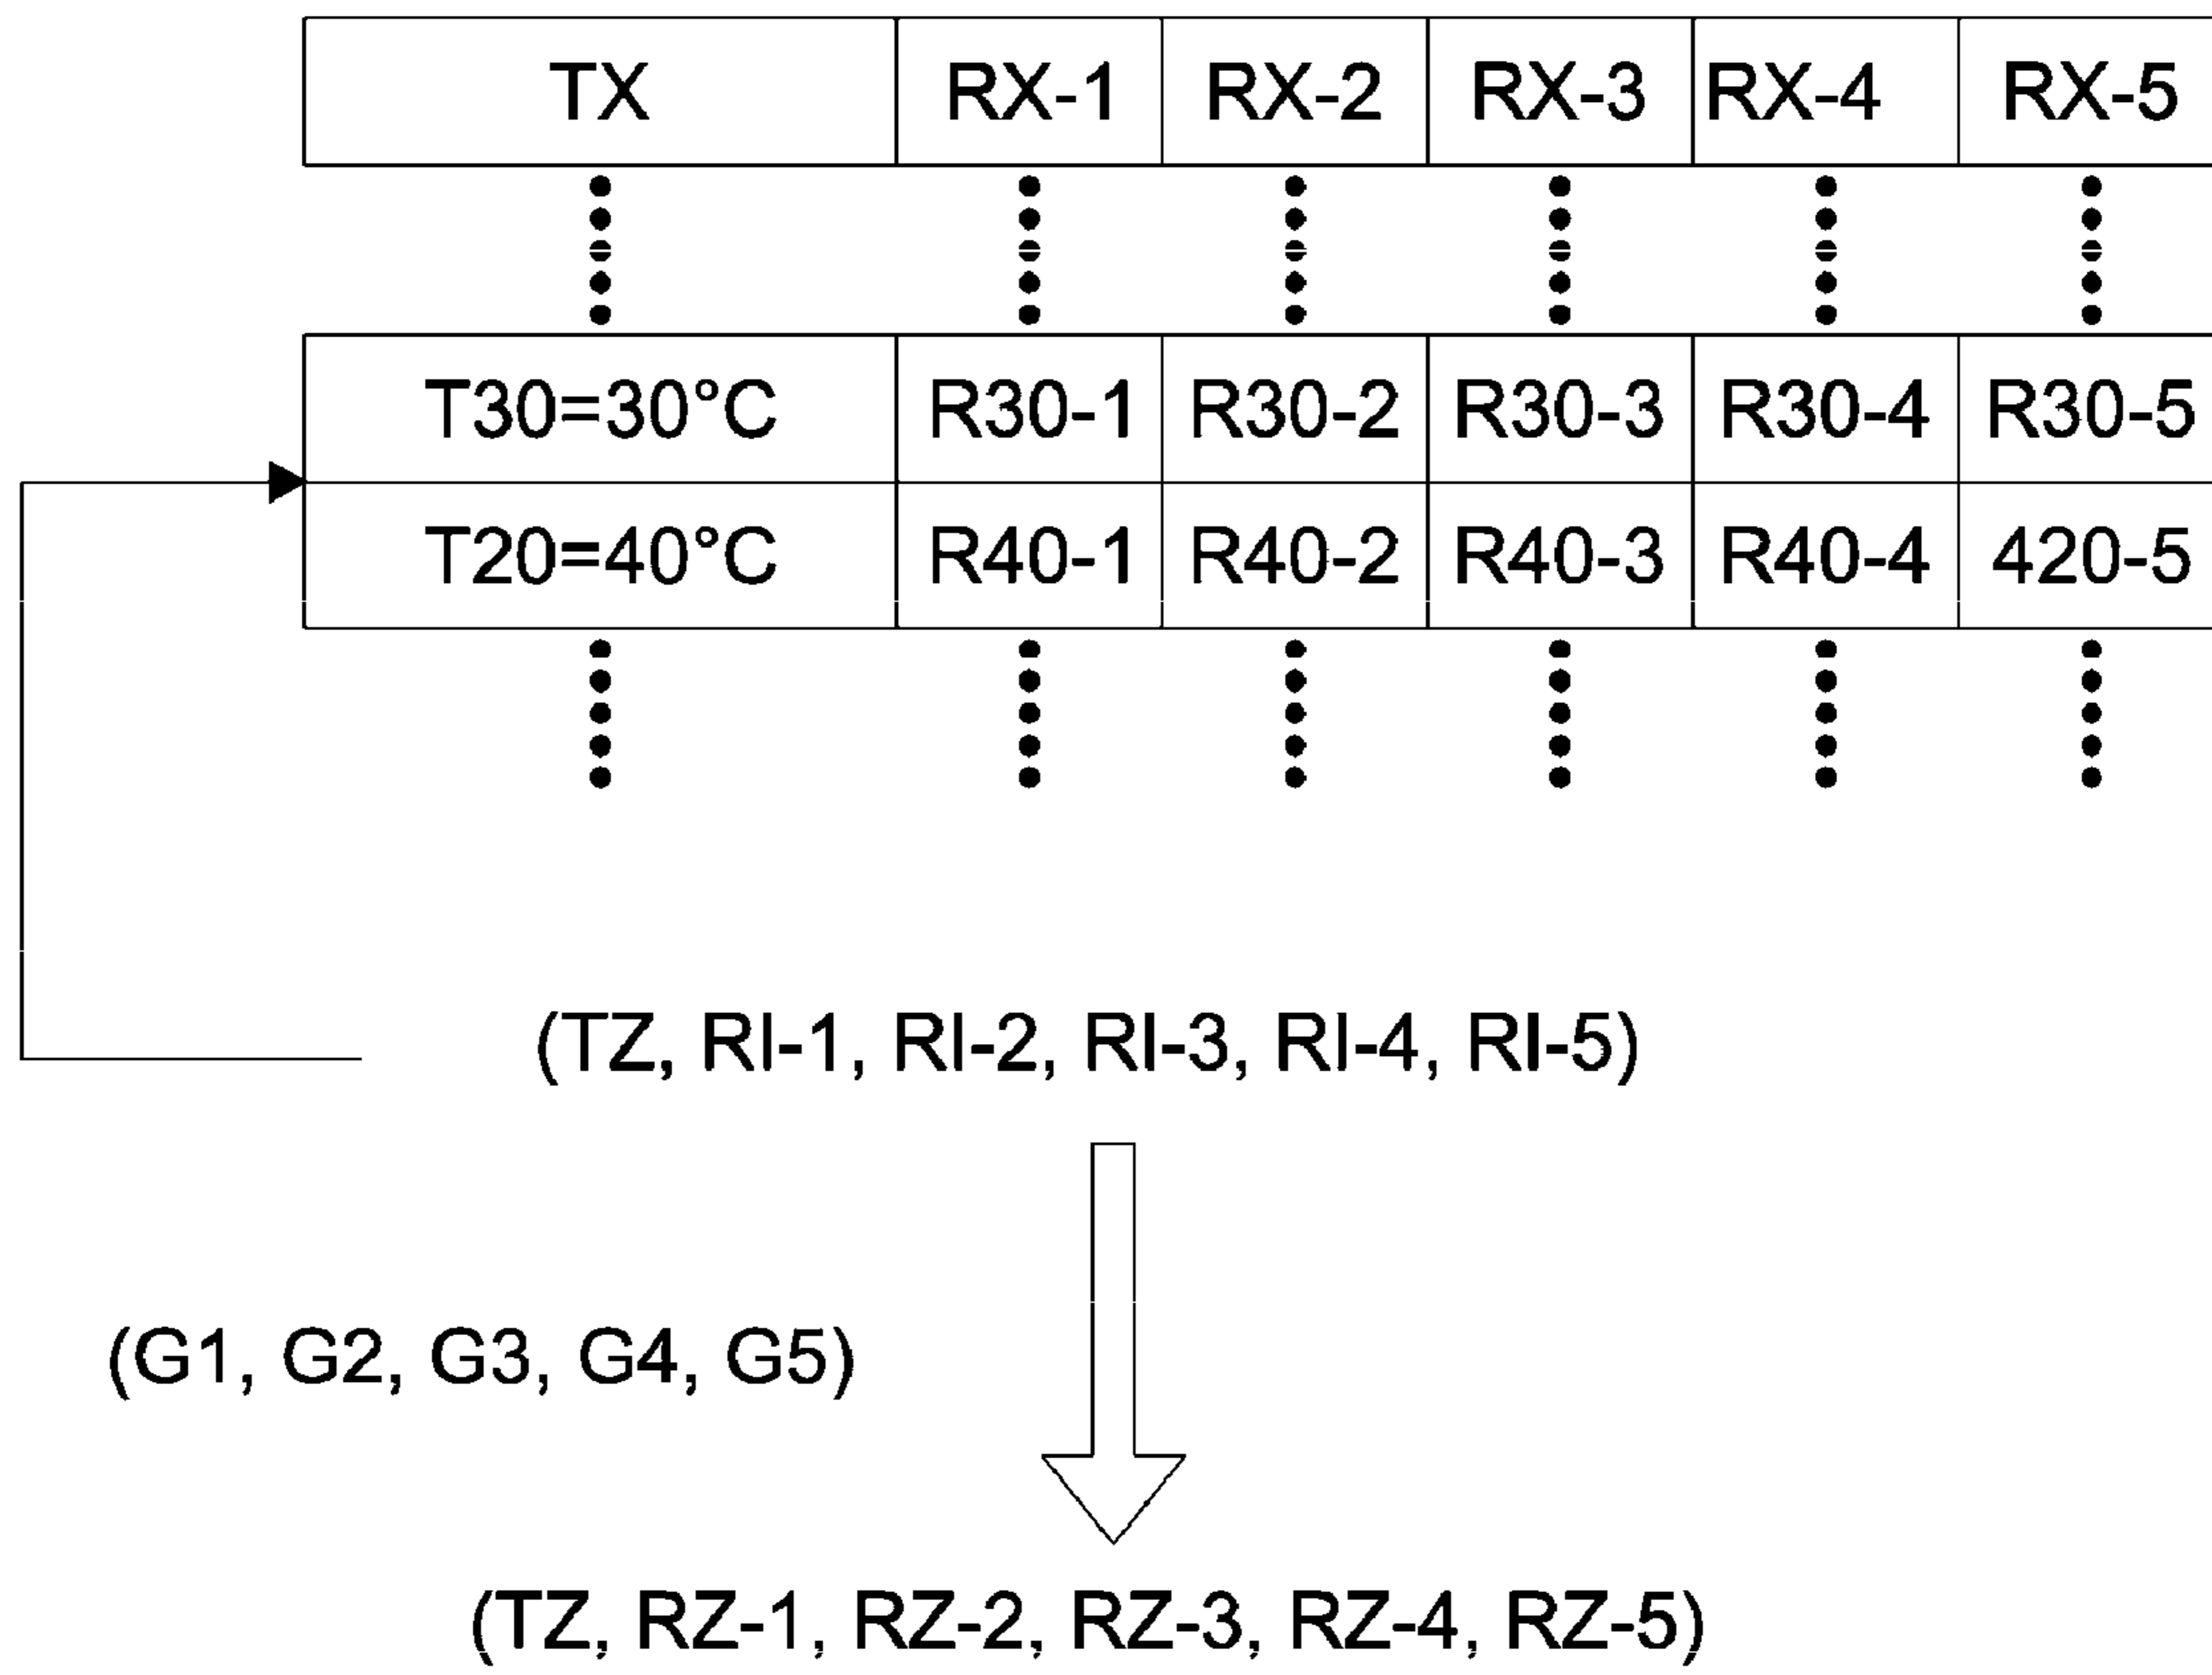 TX RX-1 RX-2 RX-3 RX-4 RX-5
T30=30°C R30-1 R30-2 R30-3 R30-4 R30-5
T20=40°C R40-1 R40-2 R40-3 R40-4 420-5
(TZ, RI-1, RI-2, RI-3, RI-4, RI-5)
(G1, G2, G3, G4, G5)
(TZ, RZ-1, RZ-2, RZ-3, RZ-4, RZ-5)